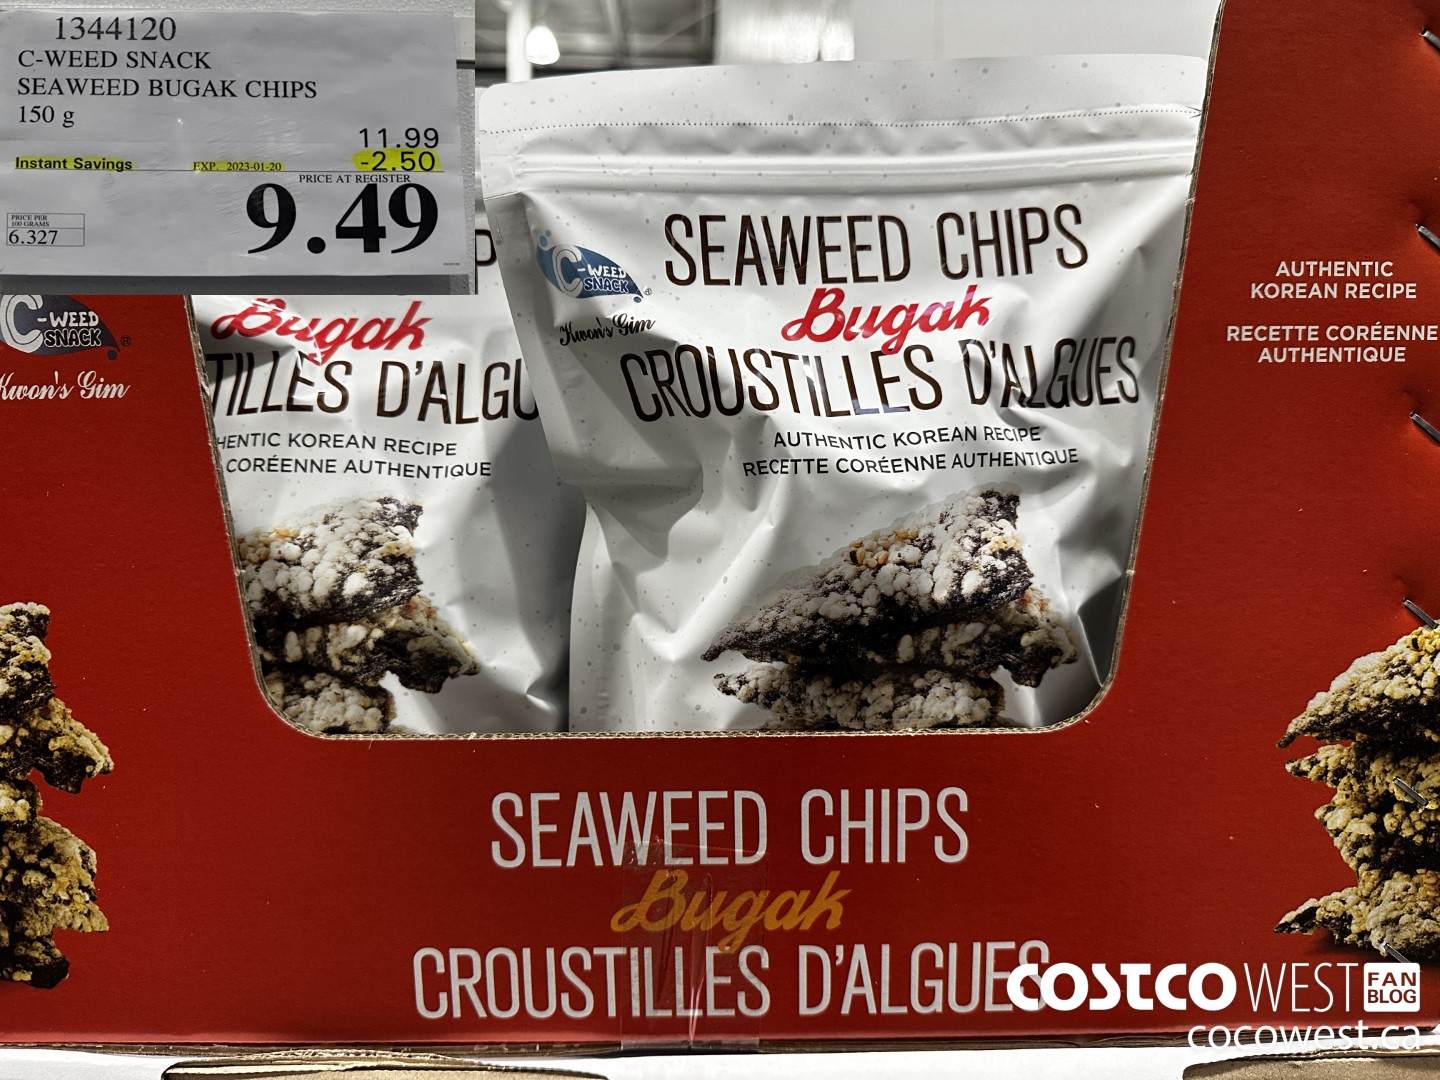 1344120
C-WEED SNACK
SEAWEED BUGAK CHIPS
150 g
11.99
Instant Savings EXP. 2023-01-20 -2.50
PRICE AT REGISTER
9.49
PRICE PER
100 GRAMS
6.327
C-WEED
SNACK®
Kwon's Gim
P
Bugak
TILLES D'ALGU
HENTIC KOREAN RECIPE
CORÉENNE AUTHENTIQUE
C-WEED
SNACK®
Kwon's Gim
SEAWEED CHIPS
Bugak
CROUSTILLES D'ALGUES
AUTHENTIC KOREAN RECIPE
RECETTE CORÉENNE AUTHENTIQUE
AUTHENTIC
KOREAN RECIPE
RECETTE CORÉENNE
AUTHENTIQUE
SEAWEED CHIPS
Bugak
CROUSTILLES D'ALGUES
COSTCO WEST FAN BLOG
cocowest.ca